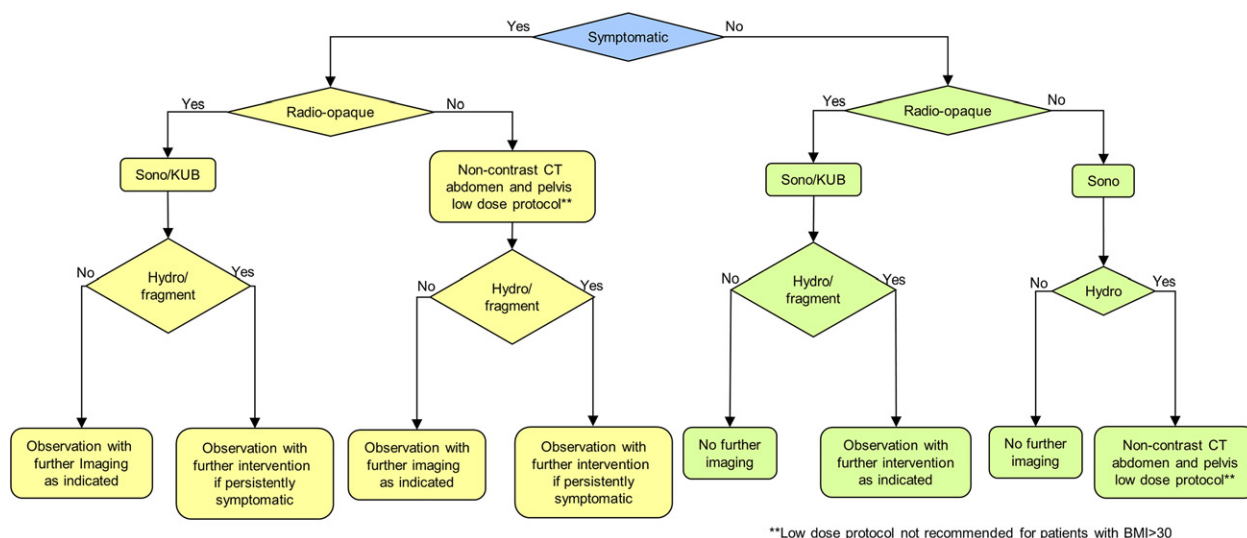 Symptomatic
Yes
No
Radio-opaque
Yes
No
Radio-opaque
Yes
No
Sono/KUB
Non-contrast CT
abdomen and pelvis
low dose protocol**
Sono/KUB
Sono
Hydro/
fragment
No
Yes
Hydro/
fragment
No
Yes
Hydro/
fragment
No
Yes
Hydro
No
Yes
Observation with
further Imaging
as indicated
Observation with
further intervention
if persistently
symptomatic
Observation with
further imaging
as indicated
Observation with
further intervention
if persistently
symptomatic
No further
imaging
Observation with
further intervention
as indicated
No further
imaging
Non-contrast CT
abdomen and pelvis
low dose protocol**
**Low dose protocol not recommended for patients with BMI>30